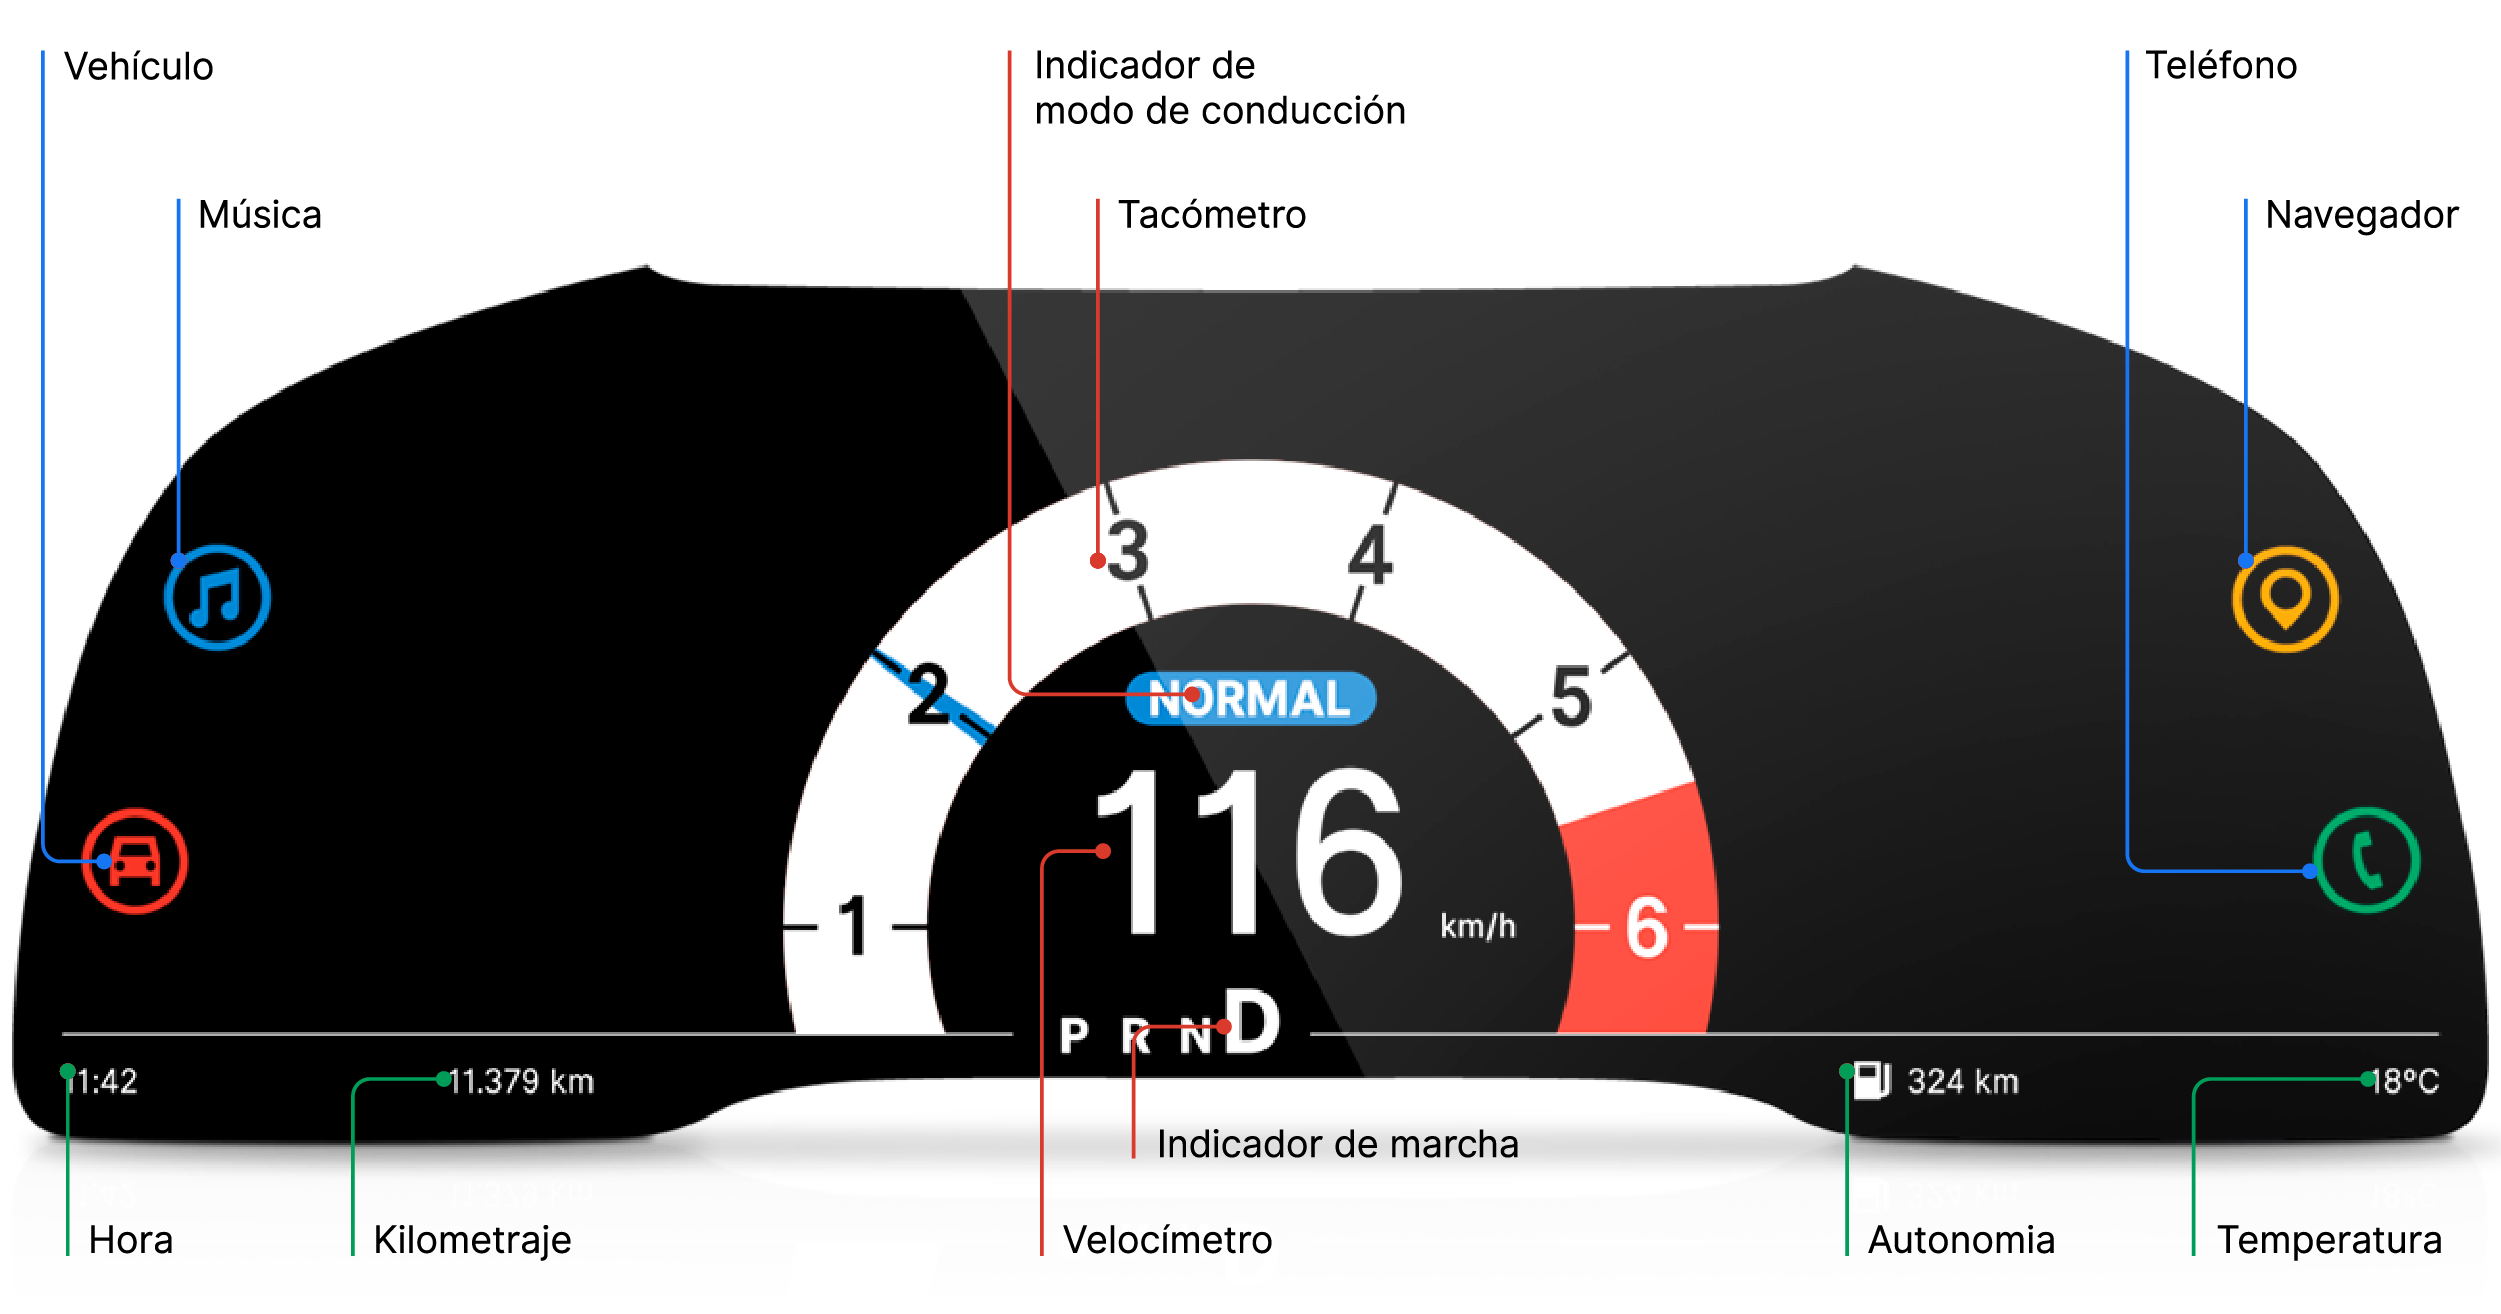 Vehículo
Indicador de
modo de conducción
Teléfono
Música
Tacómetro
Navegador
3
4
2
5
NORMAL
116
km/h
1
6
P R N D
11:42
11.379 km
324 km
18ºC
Indicador de marcha
Hora
Kilometraje
Velocímetro
Autonomia
Temperatura